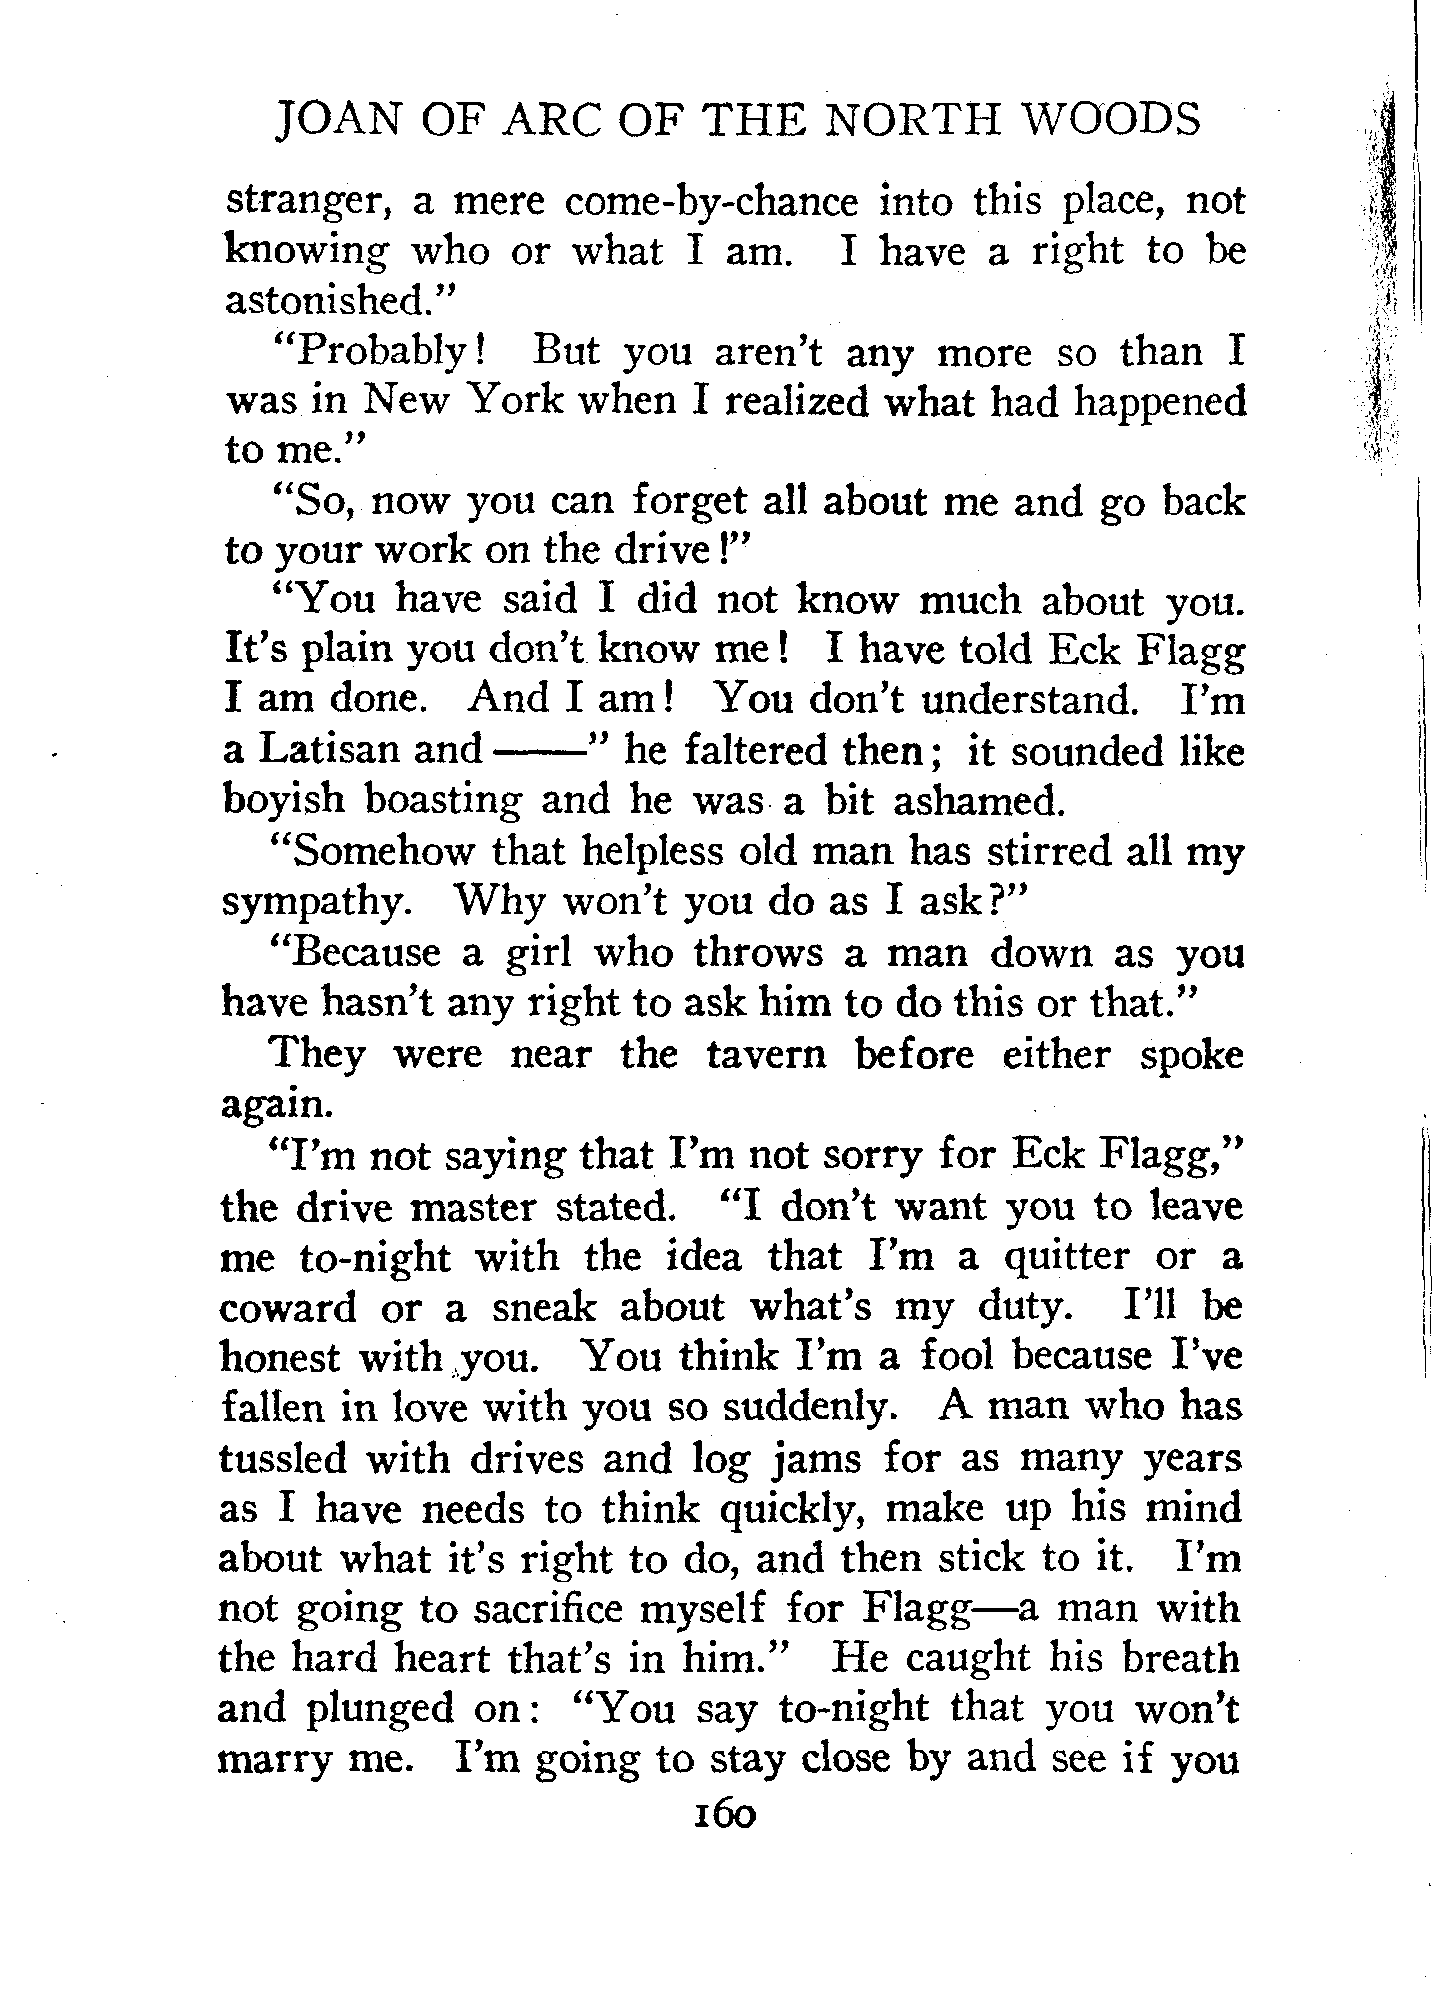 JOAN OF ARC OF THE NORTH WOODS
stranger, a mere come-by-chance into this place, not
knowing who or what I am. I have a right to be
astonished."
"Probably! But you aren't any more so than I
was in New York when I realized what had happened
to me."
"So, now you can forget all about me and go back
to your work on the drive!"
"You have said I did not know much about you.
It's plain you don't know me! I have told Eck Flagg
I am done. And I am! You don't understand. I'm
a Latisan and——" he faltered then; it sounded like
boyish boasting and he was a bit ashamed.
"Somehow that helpless old man has stirred all my
sympathy. Why won't you do as I ask?"
"Because a girl who throws a man down as you
have hasn't any right to ask him to do this or that."
They were near the tavern before either spoke
again.
"I'm not saying that I'm not sorry for Eck Flagg,"
the drive master stated. "I don't want you to leave
me to-night with the idea that I'm a quitter or a
coward or a sneak about what's my duty. I'll be
honest with you. You think I'm a fool because I've
fallen in love with you so suddenly. A man who has
tussled with drives and log jams for as many years
as I have needs to think quickly, make up his mind
about what it's right to do, and then stick to it. I'm
not going to sacrifice myself for Flagg—a man with
the hard heart that's in him." He caught his breath
and plunged on: "You say to-night that you won't
marry me. I'm going to stay close by and see if you
160